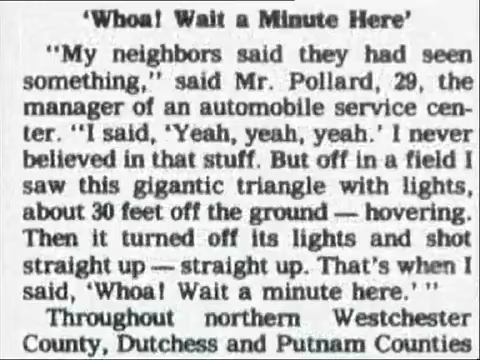 'Whoa! Wait a Minute Here'
"My neighbors said they had seen
something," said Mr. Pollard, 29, the
manager of an automobile service cen-
ter. "I said, 'Yeah, yeah, yeah.' I never
believed in that stuff. But off in a field I
saw this gigantic triangle with lights,
about 30 feet off the ground — hovering.
Then it turned off its lights and shot
straight up — straight up. That's when I
said, 'Whoa! Wait a minute here.' "
Throughout northern Westchester
County, Dutchess and Putnam Counties